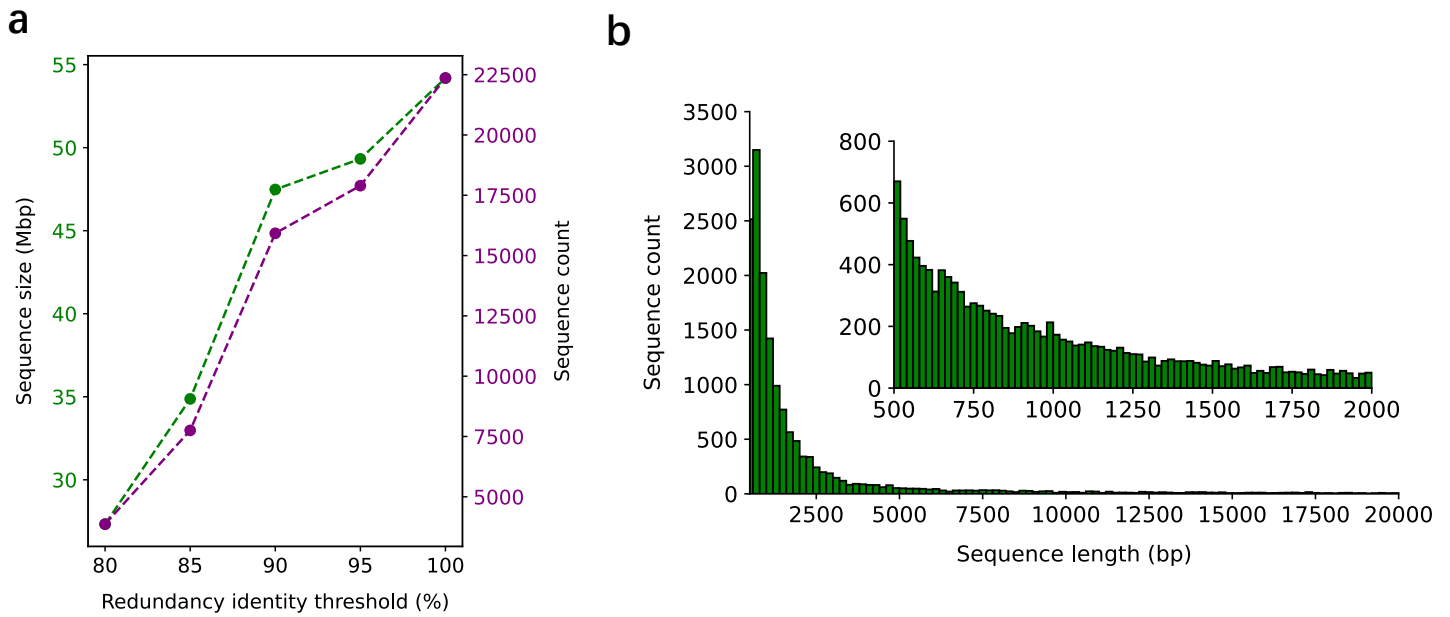 a
55
50
45
40
35
30
Sequence size (Mbp)
22500
20000
17500
15000
12500
10000
7500
5000
Sequence count
80 85 90 95 100
Redundancy identity threshold (%)
b
3500
3000
2500
2000
1500
1000
500
0
Sequence count
2500 5000 7500 10000 12500 15000 17500 20000
Sequence length (bp)
800
600
400
200
0
500 750 1000 1250 1500 1750 2000